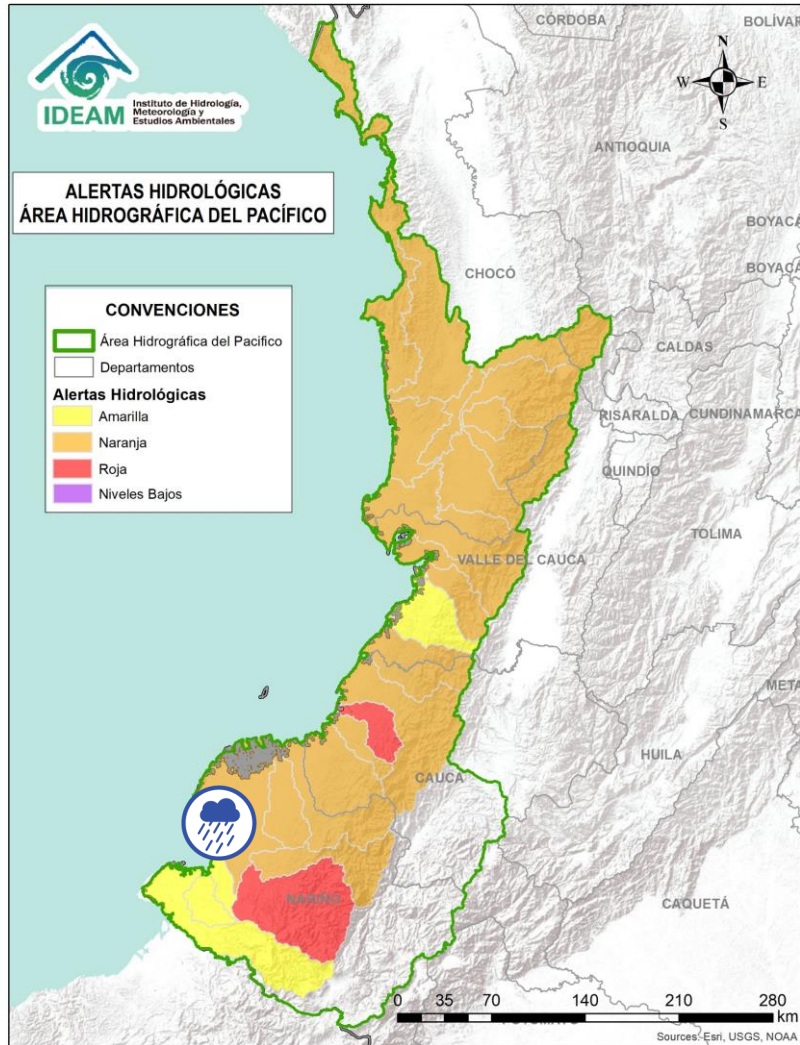 IDEAM
Instituto de Hidrología,
Meteorología y
Estudios Ambientales
ALERTAS HIDROLÓGICAS
ÁREA HIDROGRÁFICA DEL PACÍFICO
CONVENCIONES
Área Hidrográfica del Pacifico
Departamentos
Alertas Hidrológicas
Amarilla
Naranja
Roja
Niveles Bajos
CÓRDOBA
BOLÍVAR
N
W
E
S
ANTIOQUIA
BOYACÁ
BOYACÁ
CHOCÓ
CALDAS
RISARALDA
CUNDINAMARCA
QUINDÍO
TOLIMA
VALLE DEL CAUCA
META
HUILA
CAUCA
NARIÑO
CAQUETÁ
0 35 70 140 210 280
km
Sources: Esri, USGS, NOAA